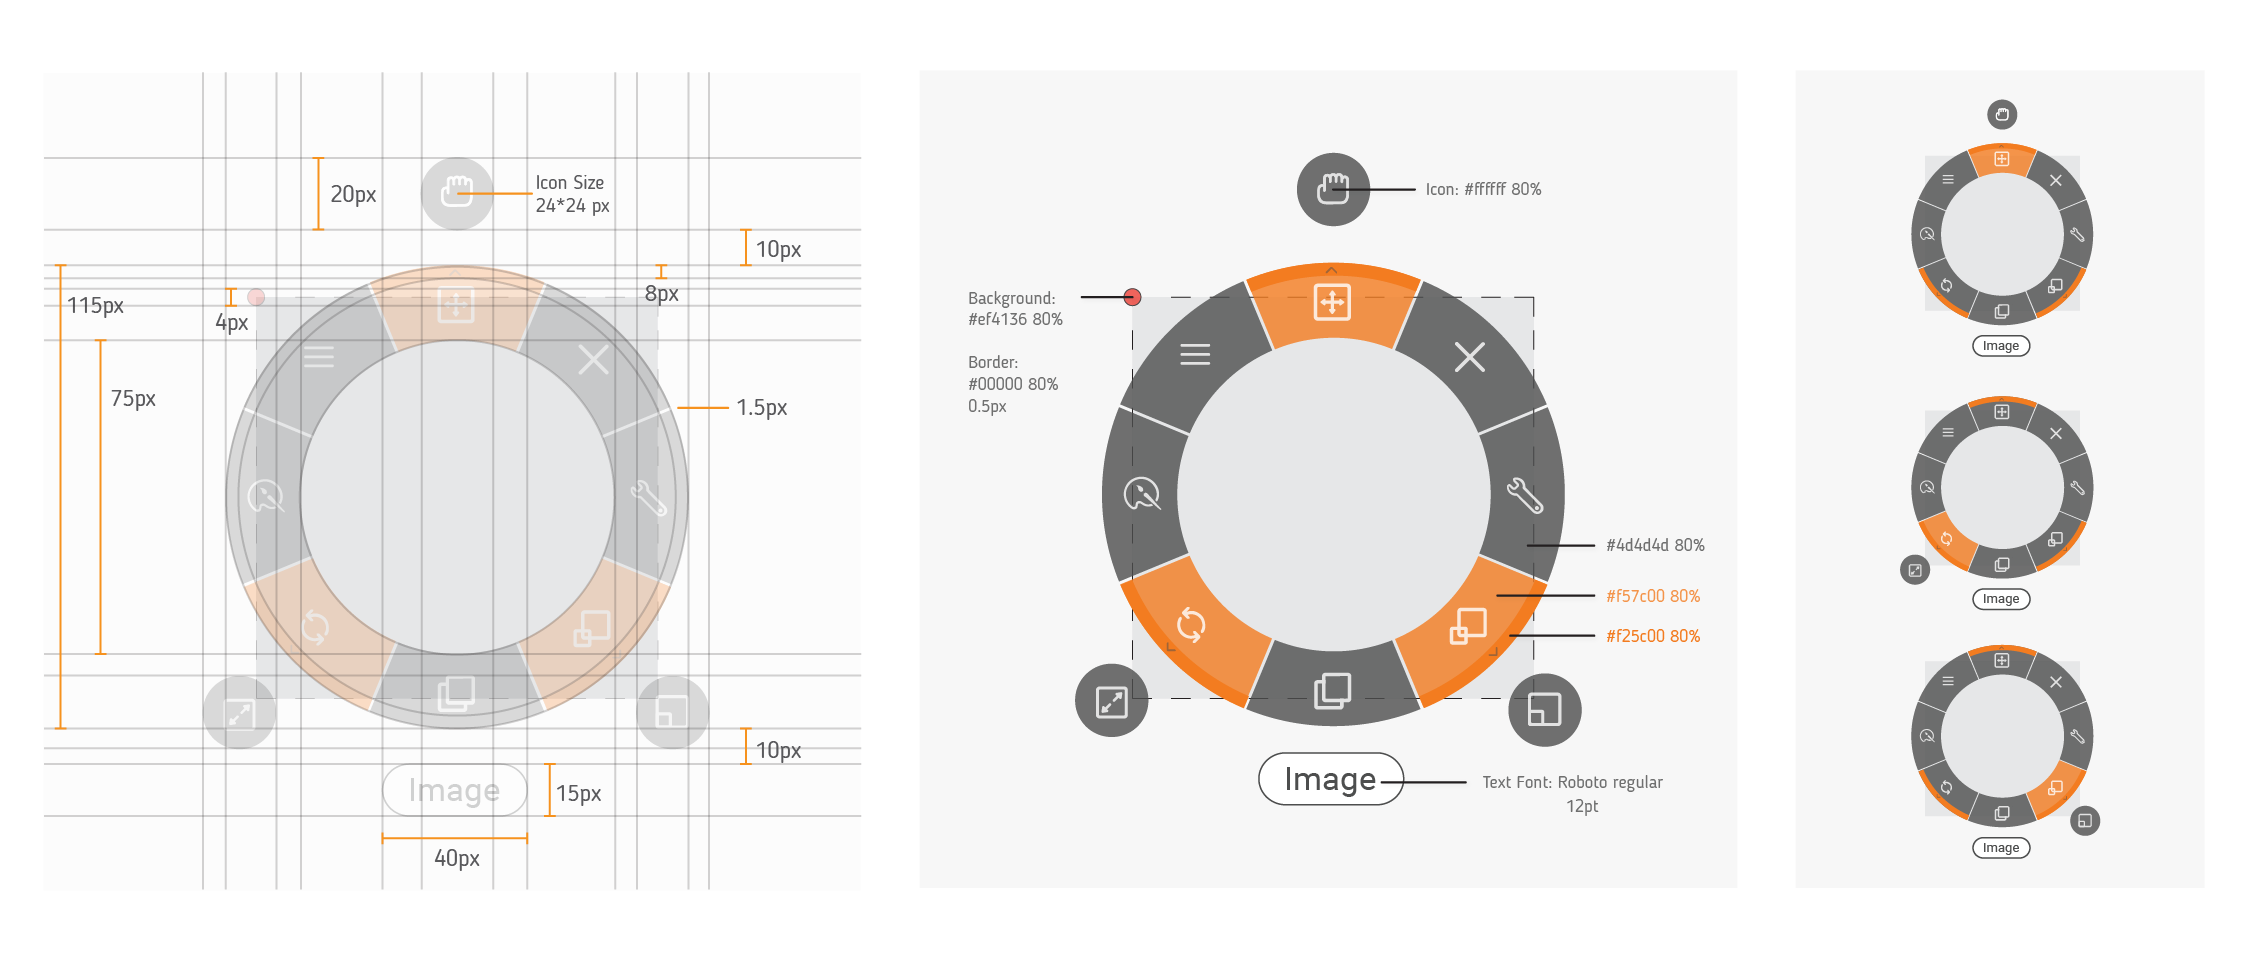 20px
Icon Size
24*24 px
10px
115px
8px
4px
75px
1.5px
10px
Image
15px
40px
Icon: #ffffff 80%
Background:
#ef4136 80%
Border:
#00000 80%
0.5px
#4d4d4d 80%
#f57c00 80%
#f25c00 80%
Image
Text Font: Roboto regular
12pt
Image
Image
Image